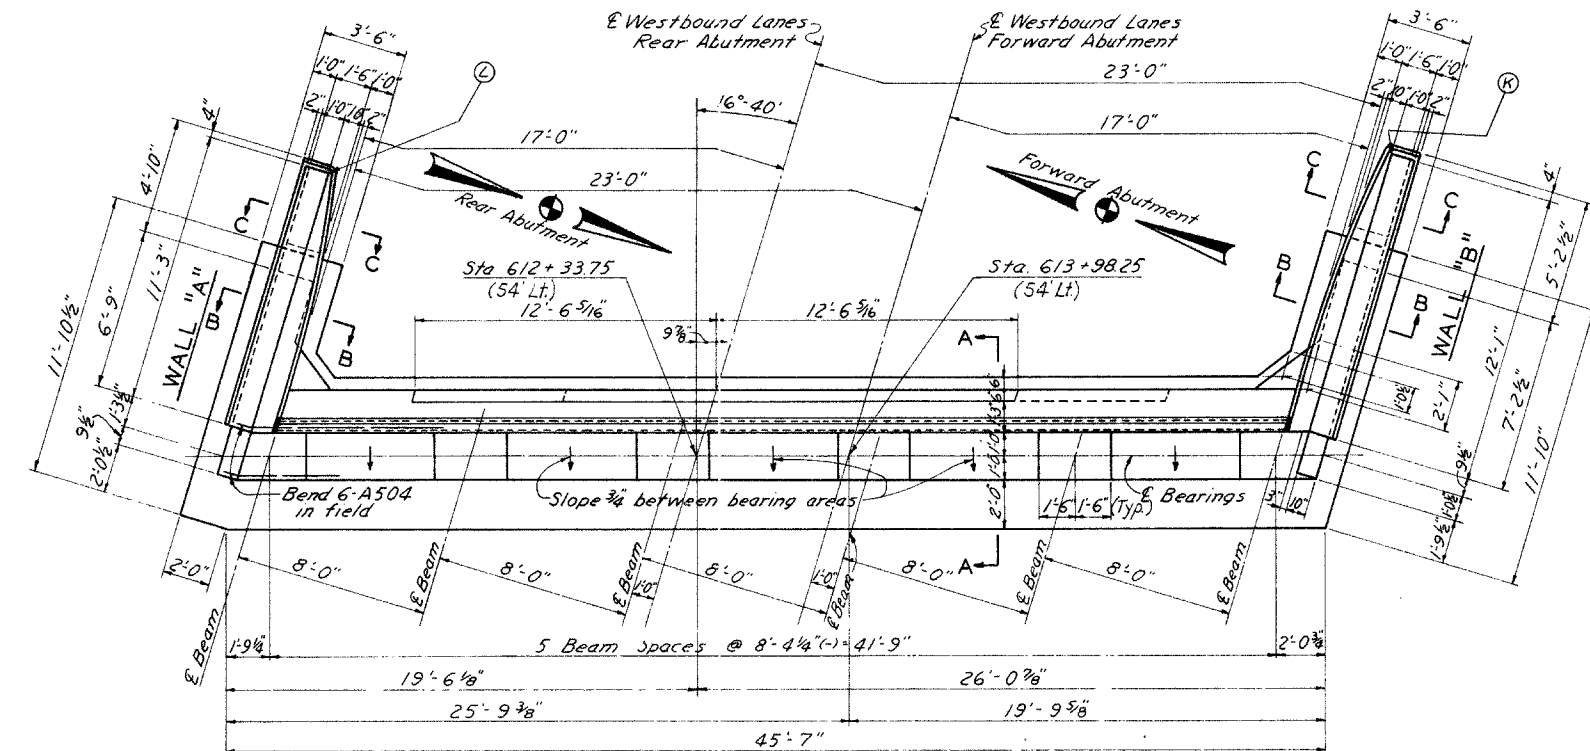 ℄ Westbound Lanes
Rear Abutment
℄ Westbound Lanes
Forward Abutment
3'-6"
1'-0" 1'-6" 1'-0"
2" 1'-0" 10" 2"
L
4"
4'-10"
17'-0"
23'-0"
16°-40'
23'-0"
17'-0"
3'-6"
1'-0" 1'-6" 1'-0"
2" 10" 1'-0" 2"
K
Rear Abutment
Forward Abutment
C
C
C
C
B
B
B
B
WALL "A"
WALL "B"
11'-10½"
6'-9"
11'-3"
9½"
1'-3½"
2'-0½"
Sta. 612 + 33.75
(54' Lt.)
Sta. 613 + 98.25
(54' Lt.)
12'-6 5/16"
12'-6 5/16"
9⅞"
A
A
1'-3"
6"
1'-0"
1'-0"
2'-0"
4"
5'-2½"
12'-1"
7'-2½"
11'-10"
1'-0½"
2'-1"
9½"
1'-0½"
1'-9½"
Bend 6-A504
in field
Slope ¾" between bearing areas
℄ Bearings
1'-6" 1'-6" (Typ.)
3"
10"
2'-0"
8'-0"
8'-0"
8'-0"
8'-0"
8'-0"
1'-0"
1'-0"
℄ Beam
℄ Beam
℄ Beam
℄ Beam
℄ Beam
℄ Beam
1'-9¼"
5 Beam Spaces @ 8'-4¼"(-) = 41'-9"
2'-0¾"
19'-6⅛"
26'-0⅞"
25'-9⅜"
19'-9⅝"
45'-7"